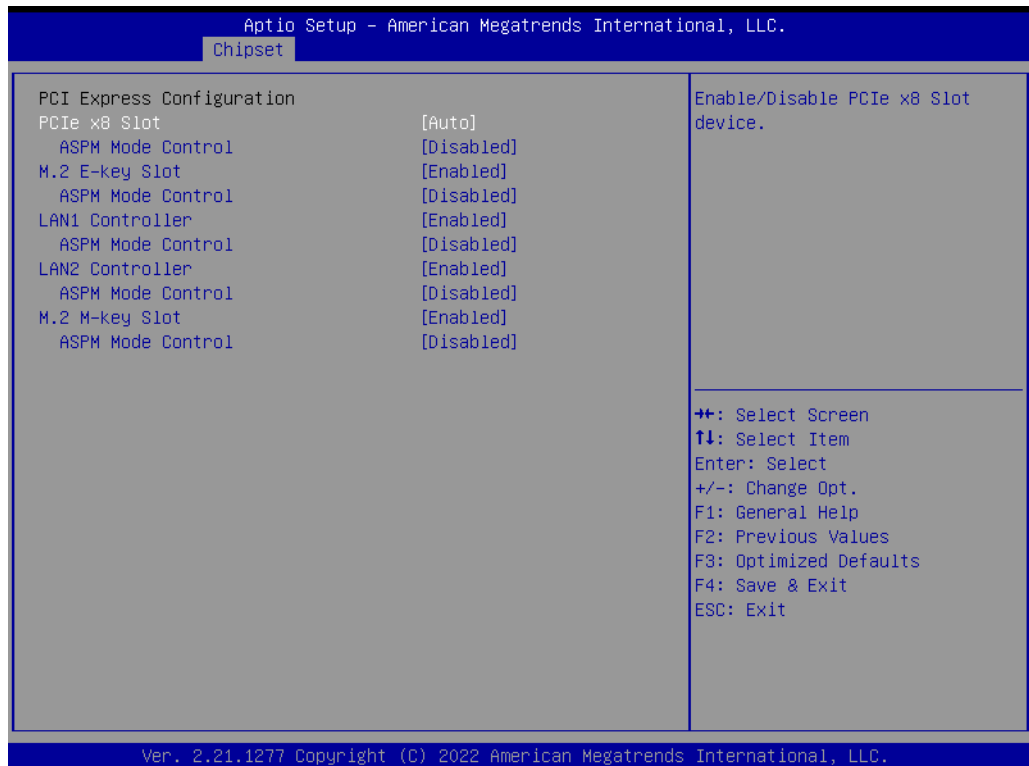 Aptio Setup – American Megatrends International, LLC.
Chipset
PCI Express Configuration
PCIe x8 Slot [Auto]
ASPM Mode Control [Disabled]
M.2 E-key Slot [Enabled]
ASPM Mode Control [Disabled]
LAN1 Controller [Enabled]
ASPM Mode Control [Disabled]
LAN2 Controller [Enabled]
ASPM Mode Control [Disabled]
M.2 M-key Slot [Enabled]
ASPM Mode Control [Disabled]
Enable/Disable PCIe x8 Slot
device.
→←: Select Screen
↑↓: Select Item
Enter: Select
+/-: Change Opt.
F1: General Help
F2: Previous Values
F3: Optimized Defaults
F4: Save & Exit
ESC: Exit
Ver. 2.21.1277 Copyright (C) 2022 American Megatrends International, LLC.